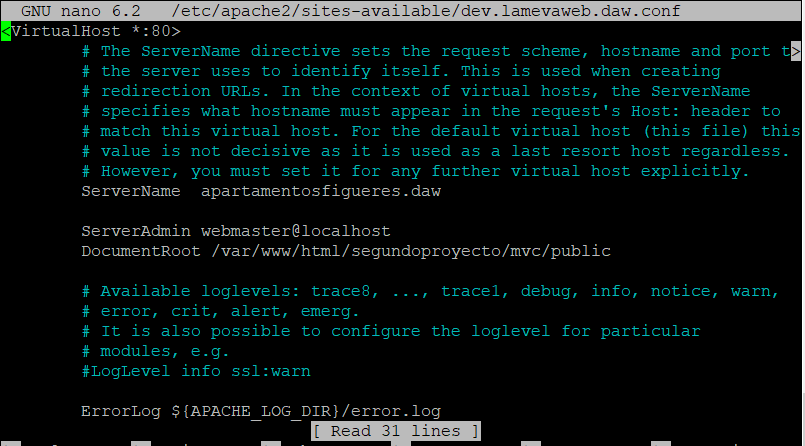 GNU nano 6.2 /etc/apache2/sites-available/dev.lamevaweb.daw.conf
<VirtualHost *:80>
# The ServerName directive sets the request scheme, hostname and port t>
# the server uses to identify itself. This is used when creating
# redirection URLs. In the context of virtual hosts, the ServerName
# specifies what hostname must appear in the request's Host: header to
# match this virtual host. For the default virtual host (this file) this
# value is not decisive as it is used as a last resort host regardless.
# However, you must set it for any further virtual host explicitly.
ServerName apartamentosfigueres.daw
ServerAdmin webmaster@localhost
DocumentRoot /var/www/html/segundoproyecto/mvc/public
# Available loglevels: trace8, ..., trace1, debug, info, notice, warn,
# error, crit, alert, emerg.
# It is also possible to configure the loglevel for particular
# modules, e.g.
#LogLevel info ssl:warn
ErrorLog ${APACHE_LOG_DIR}/error.log
[ Read 31 lines ]